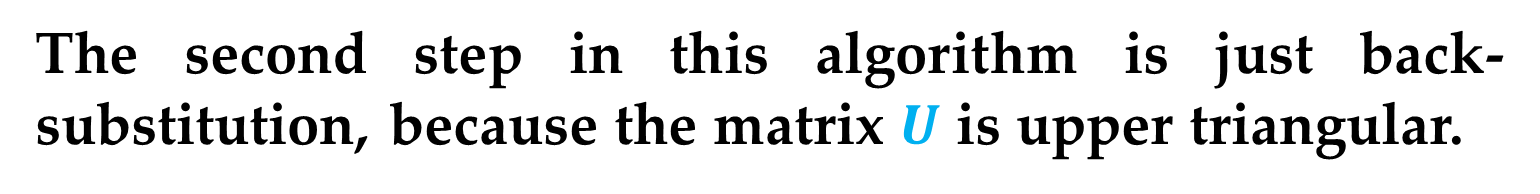 The second step in this algorithm is just back-
substitution, because the matrix U is upper triangular.